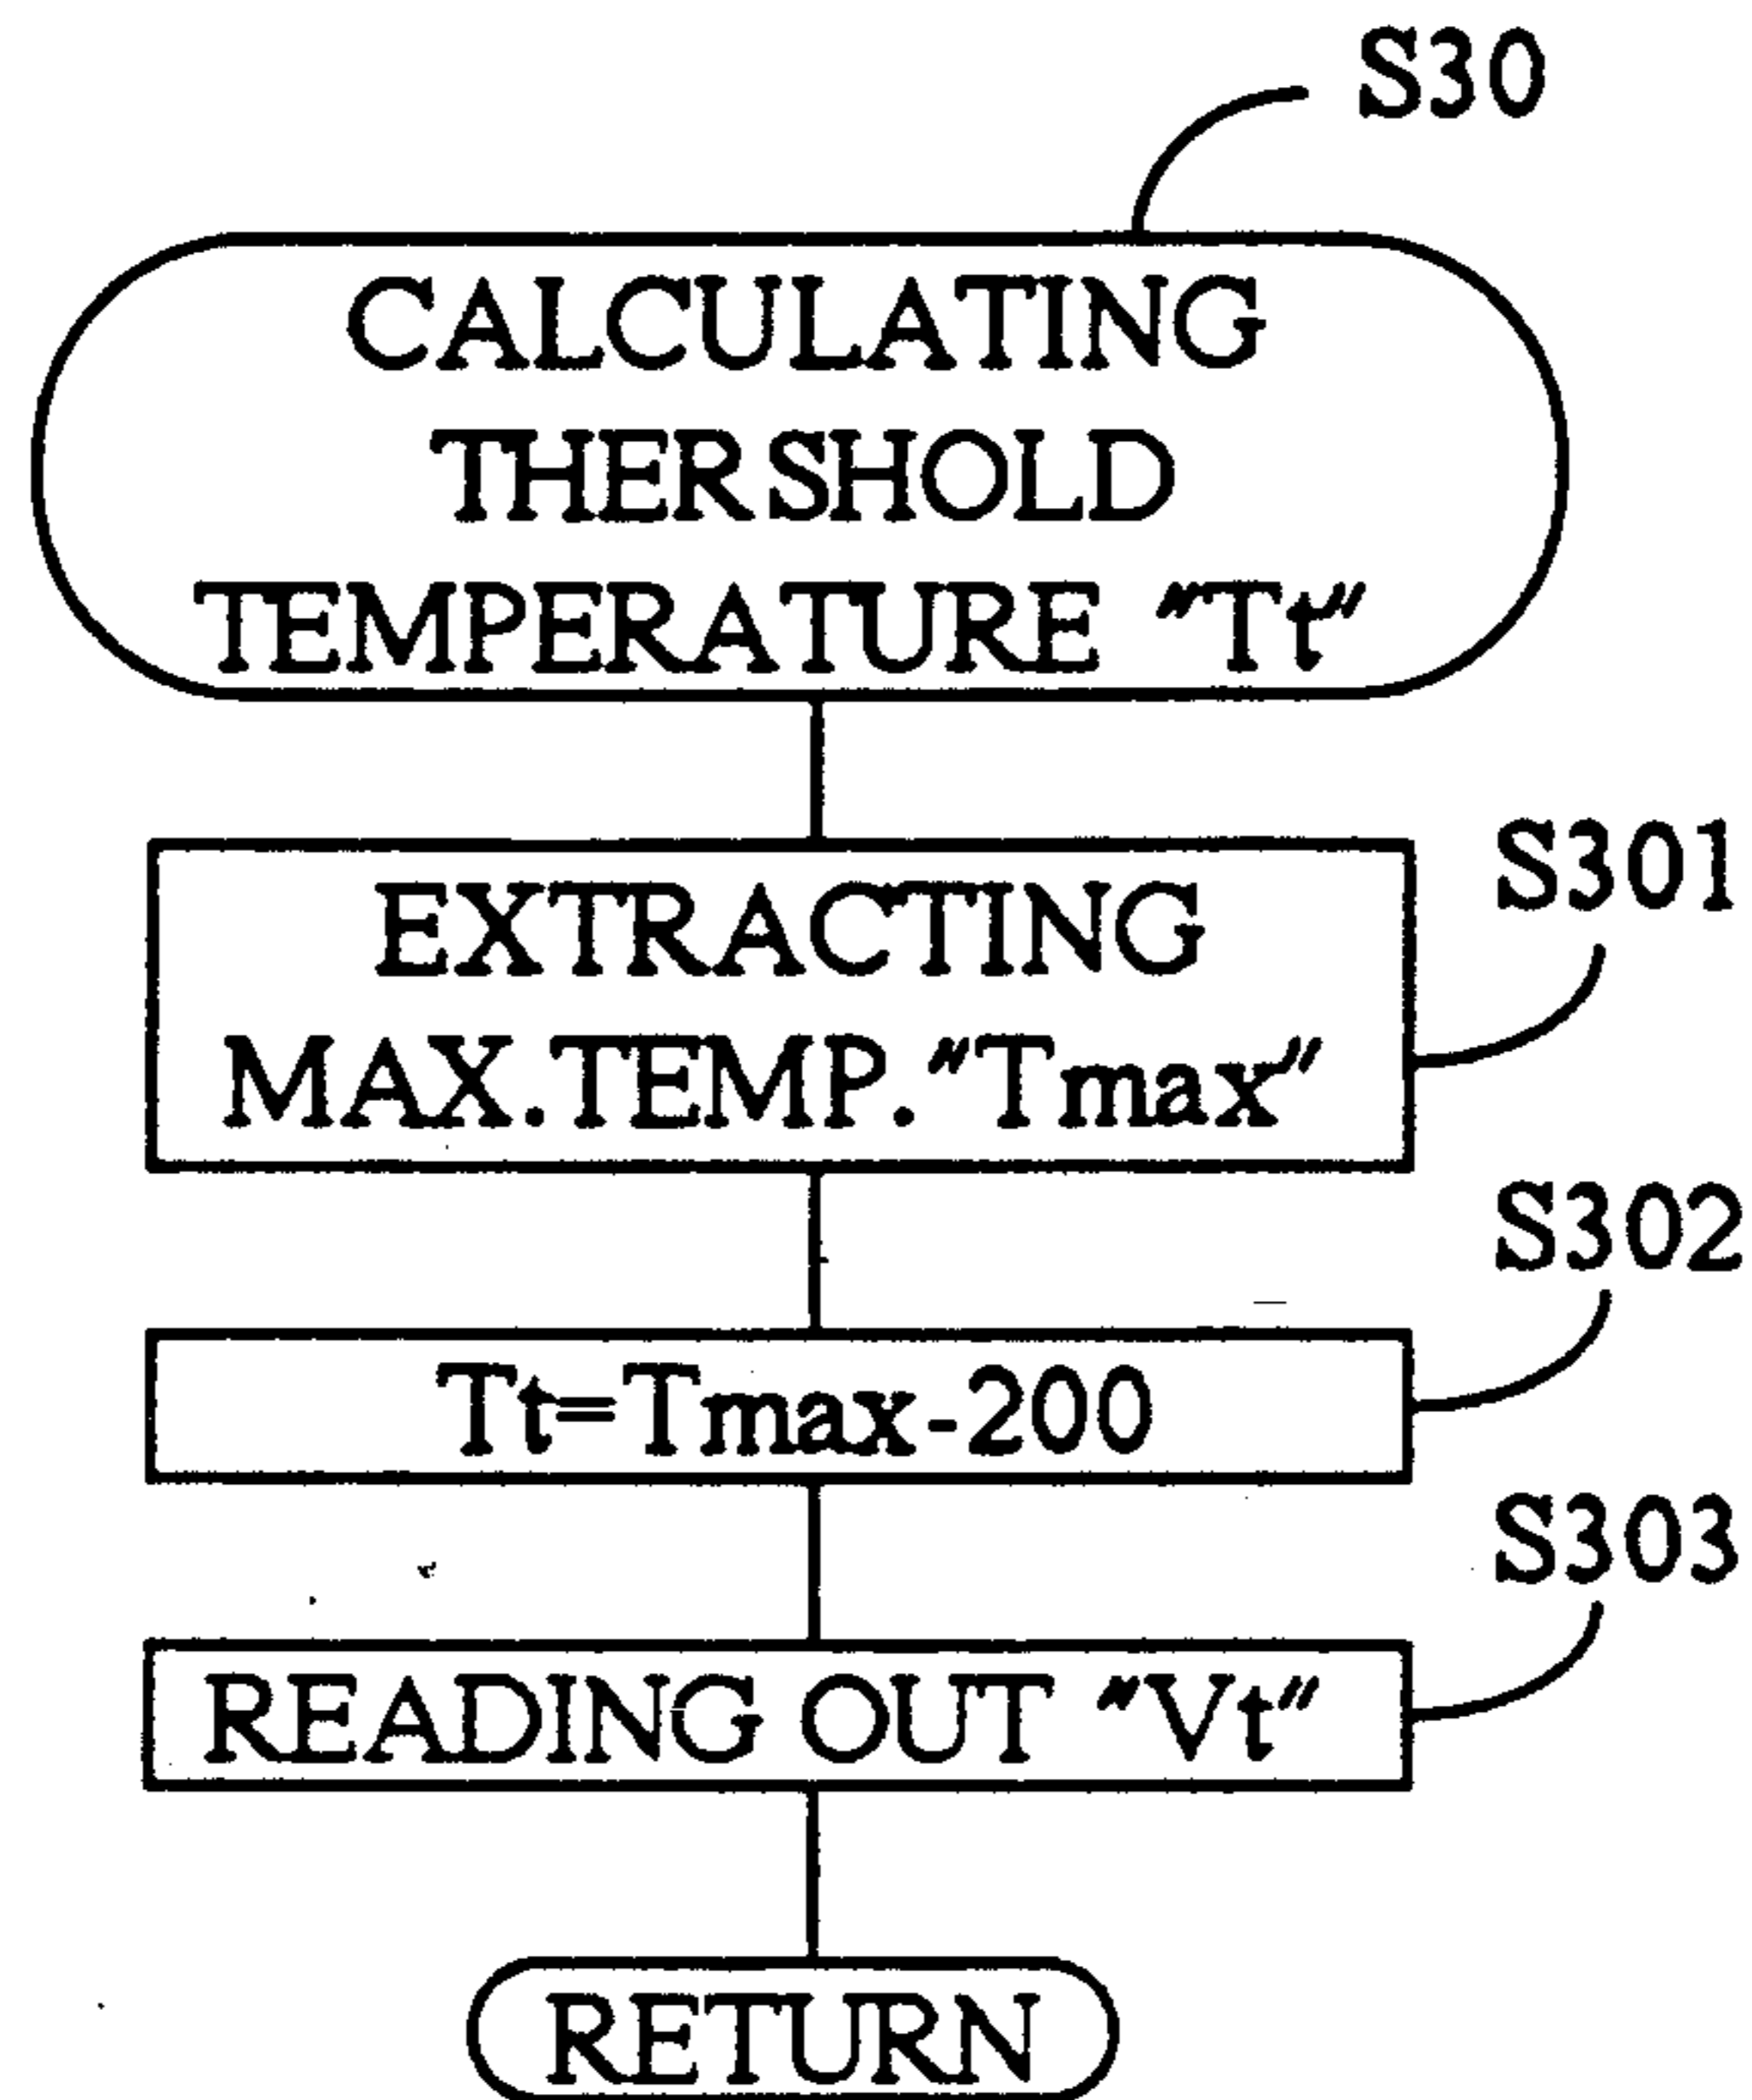 S30
CALCULATING
THERSHOLD
TEMPERATURE "Tt"
S301
EXTRACTING
MAX.TEMP."Tmax"
S302
Tt=Tmax-200
S303
READING OUT "Vt"
RETURN